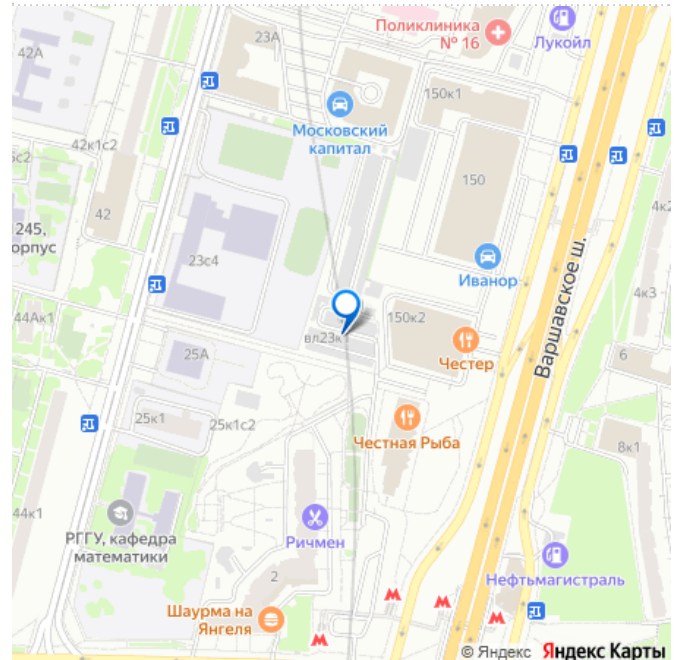 42А
23А
Поликлиника
№ 16
Лукойл
150к1
Московский
капитал
42к1с2
5с2
150
42
245,
орпус
4к2
23с4
Иванор
Варшавское ш.
4к3
44Ак1
вл23к1
150к2
Честер
6
25А
25к1
25к1с2
Честная Рыба
8к1
44к1
РГГУ, кафедра
математики
Ричмен
2
Нефтьмагистраль
Шаурма на
Янгеля
© Яндекс Яндекс Карты